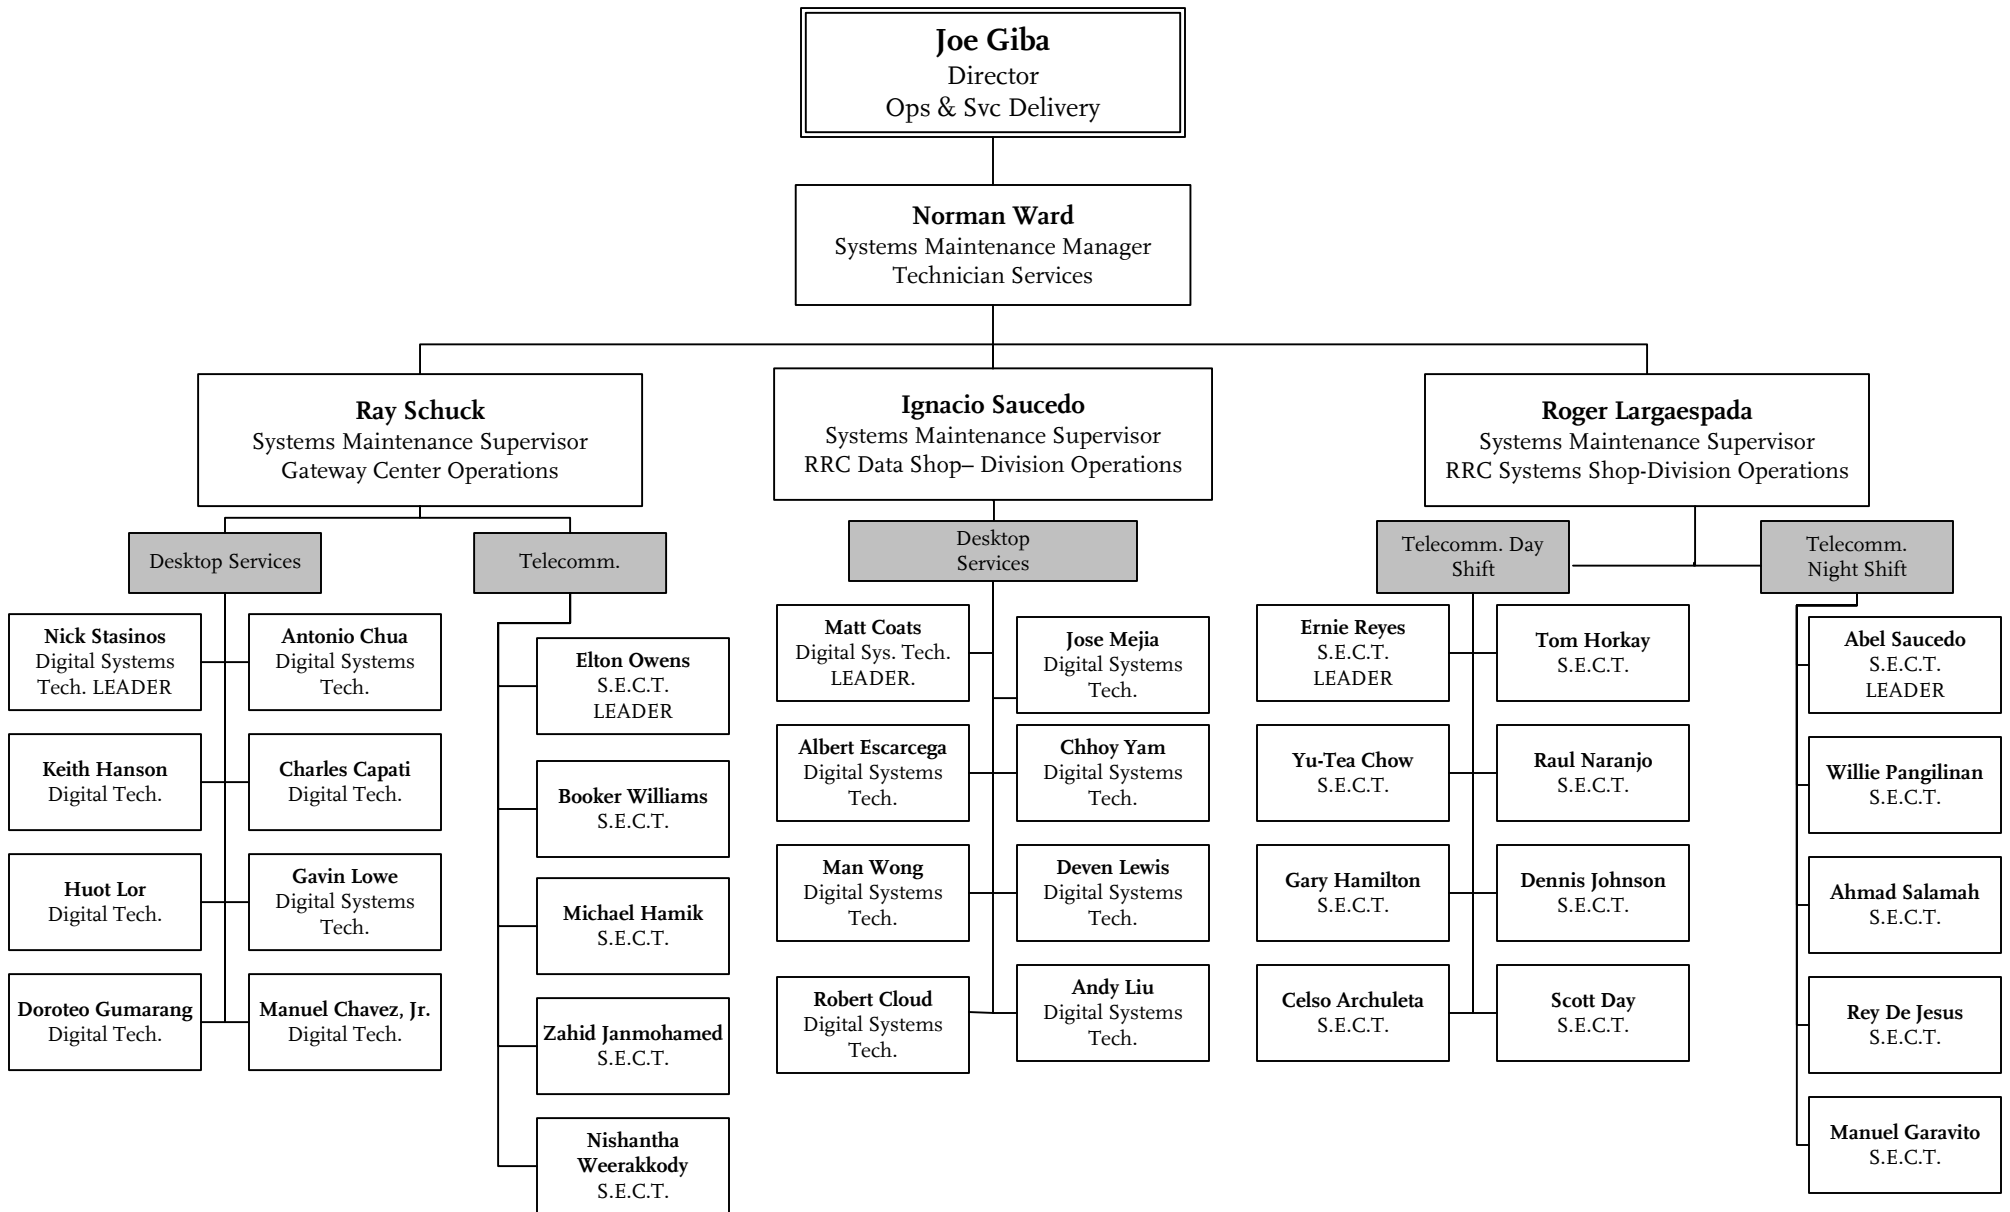 Joe Giba
Director
Ops & Svc Delivery
Norman Ward
Systems Maintenance Manager
Technician Services
Ray Schuck
Systems Maintenance Supervisor
Gateway Center Operations
Ignacio Saucedo
Systems Maintenance Supervisor
RRC Data Shop– Division Operations
Roger Largaespada
Systems Maintenance Supervisor
RRC Systems Shop-Division Operations
Desktop Services
Nick Stasinos
Digital Systems
Tech. LEADER
Antonio Chua
Digital Systems
Tech.
Keith Hanson
Digital Tech.
Charles Capati
Digital Tech.
Huot Lor
Digital Tech.
Gavin Lowe
Digital Systems
Tech.
Doroteo Gumarang
Digital Tech.
Manuel Chavez, Jr.
Digital Tech.
Telecomm.
Elton Owens
S.E.C.T.
LEADER
Booker Williams
S.E.C.T.
Michael Hamik
S.E.C.T.
Zahid Janmohamed
S.E.C.T.
Nishantha
Weerakkody
S.E.C.T.
Desktop
Services
Matt Coats
Digital Sys. Tech.
LEADER.
Jose Mejia
Digital Systems
Tech.
Albert Escarcega
Digital Systems
Tech.
Chhoy Yam
Digital Systems
Tech.
Man Wong
Digital Systems
Tech.
Deven Lewis
Digital Systems
Tech.
Robert Cloud
Digital Systems
Tech.
Andy Liu
Digital Systems
Tech.
Telecomm. Day
Shift
Ernie Reyes
S.E.C.T.
LEADER
Tom Horkay
S.E.C.T.
Yu-Tea Chow
S.E.C.T.
Raul Naranjo
S.E.C.T.
Gary Hamilton
S.E.C.T.
Dennis Johnson
S.E.C.T.
Celso Archuleta
S.E.C.T.
Scott Day
S.E.C.T.
Telecomm.
Night Shift
Abel Saucedo
S.E.C.T.
LEADER
Willie Pangilinan
S.E.C.T.
Ahmad Salamah
S.E.C.T.
Rey De Jesus
S.E.C.T.
Manuel Garavito
S.E.C.T.